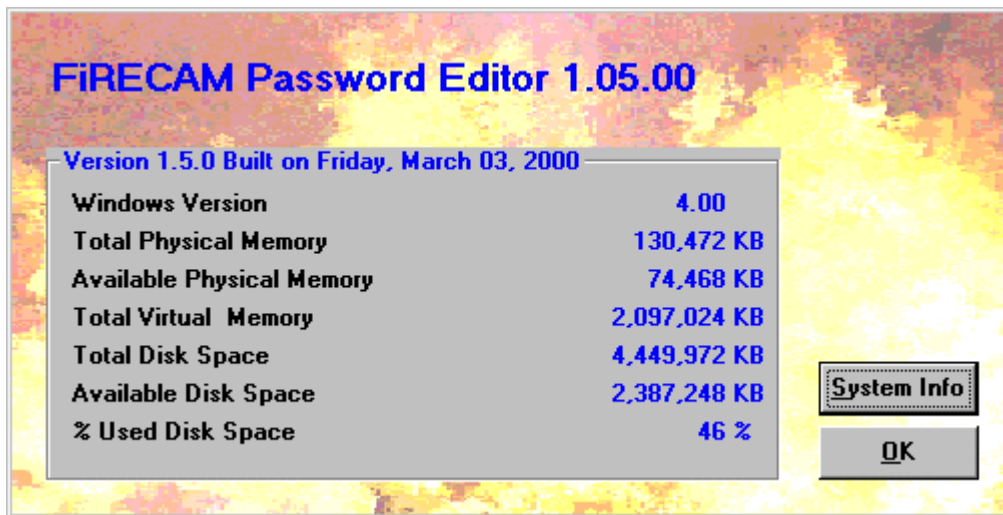 FiRECAM Password Editor 1.05.00
Version 1.5.0 Built on Friday, March 03, 2000
Windows Version 4.00
Total Physical Memory 130,472 KB
Available Physical Memory 74,468 KB
Total Virtual Memory 2,097,024 KB
Total Disk Space 4,449,972 KB
Available Disk Space 2,387,248 KB
% Used Disk Space 46 %
System Info
OK